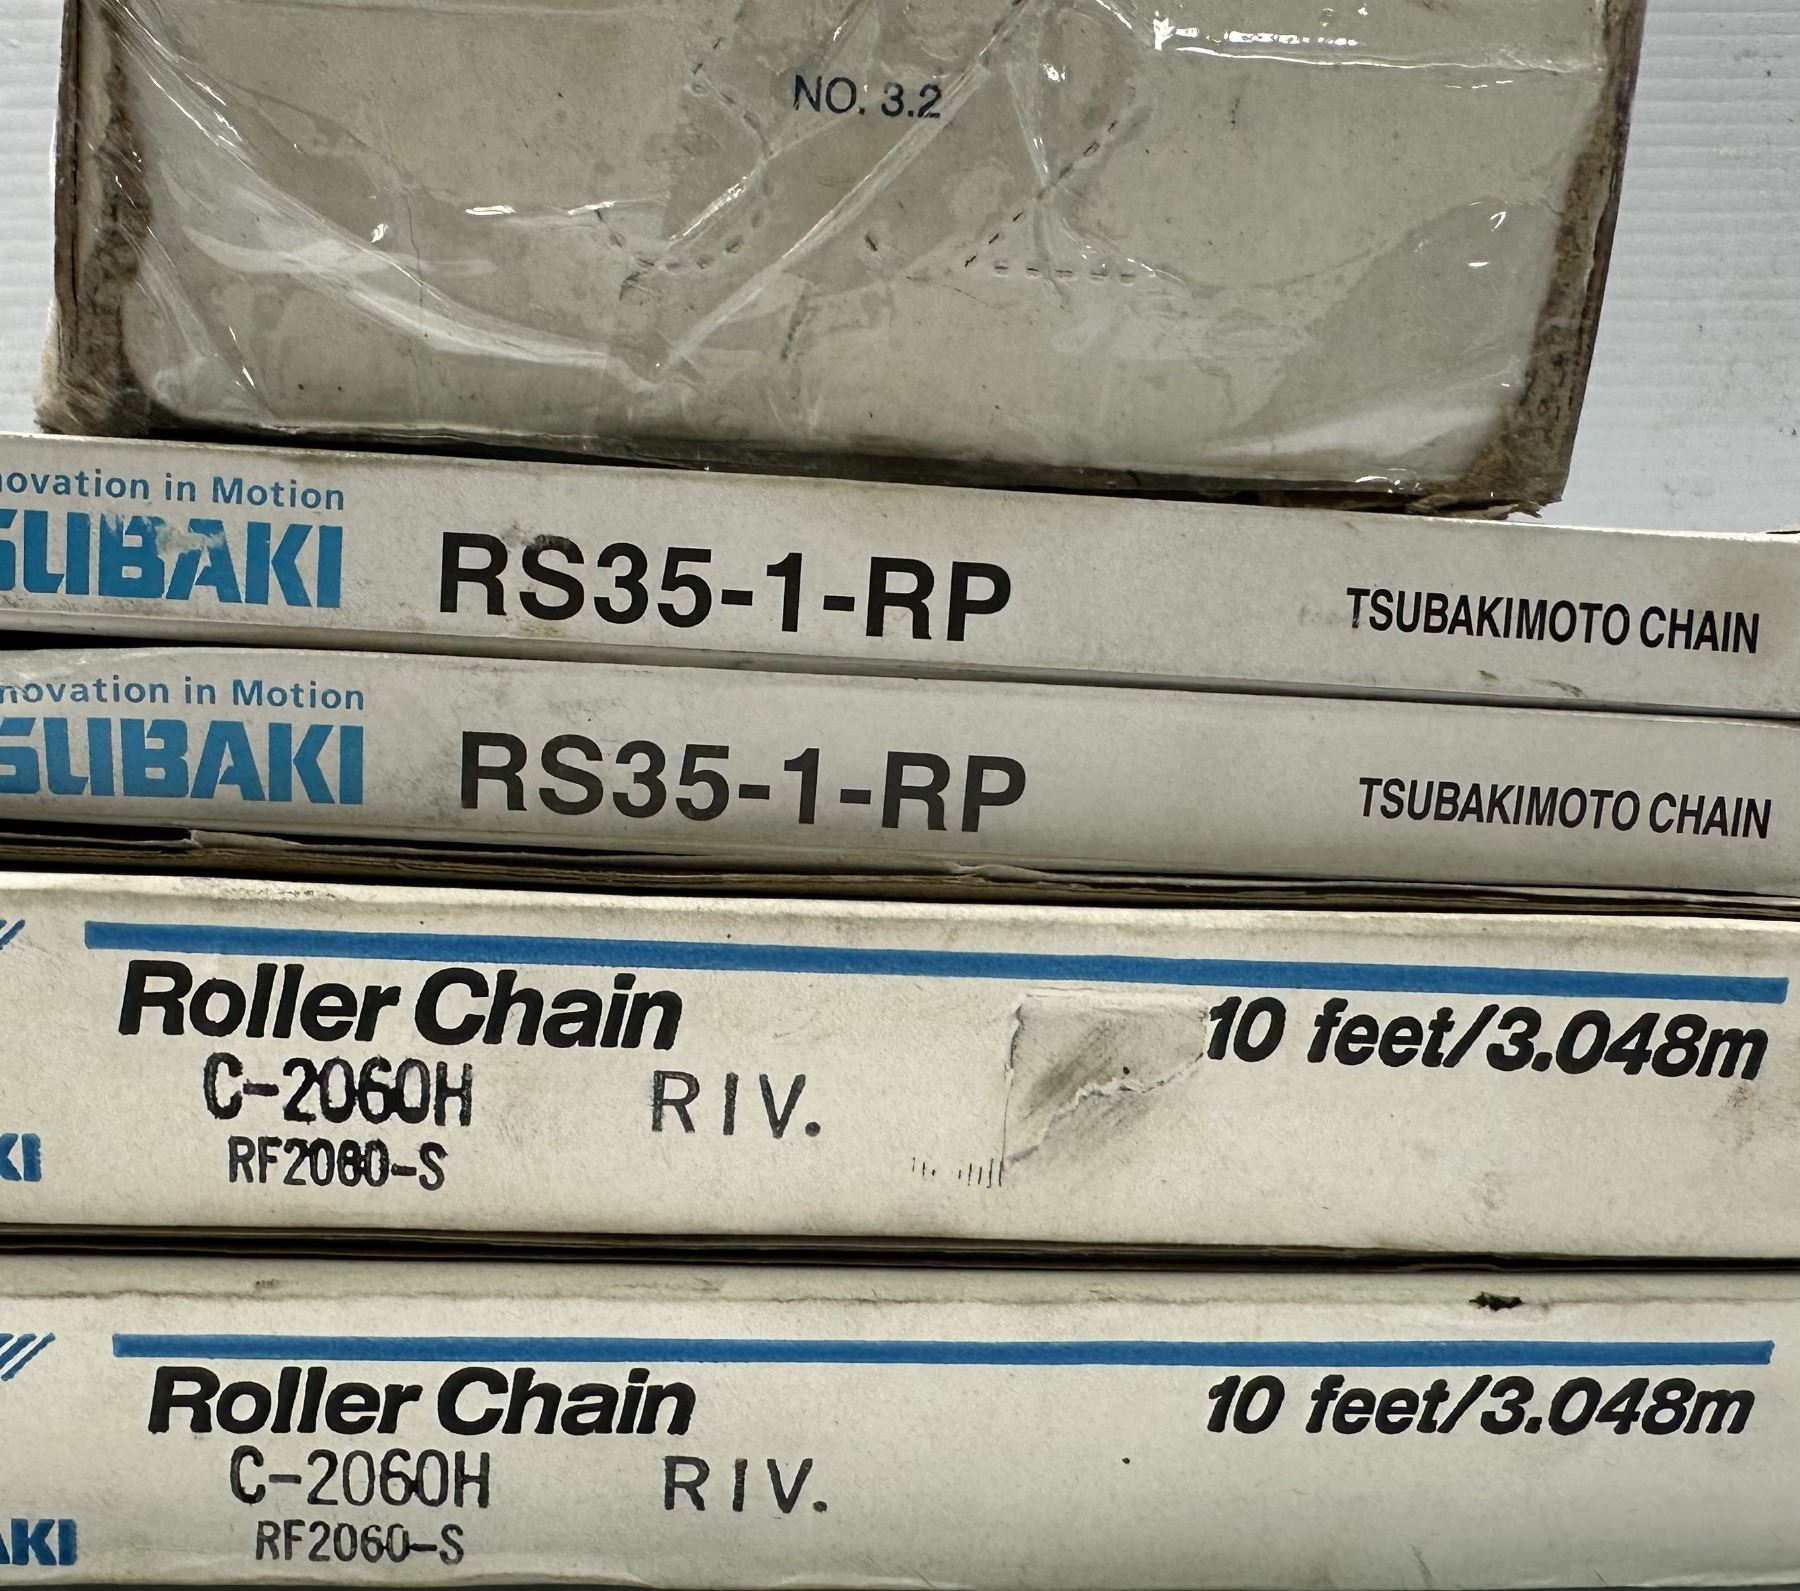 NO. 3.2
novation in Motion
SUBAKI RS35-1-RP TSUBAKIMOTO CHAIN
novation in Motion
SUBAKI RS35-1-RP TSUBAKIMOTO CHAIN
Roller Chain 10 feet/3.048m
C-2060H RIV.
KI RF2060-S
Roller Chain 10 feet/3.048m
C-2060H RIV.
AKI RF2060-S